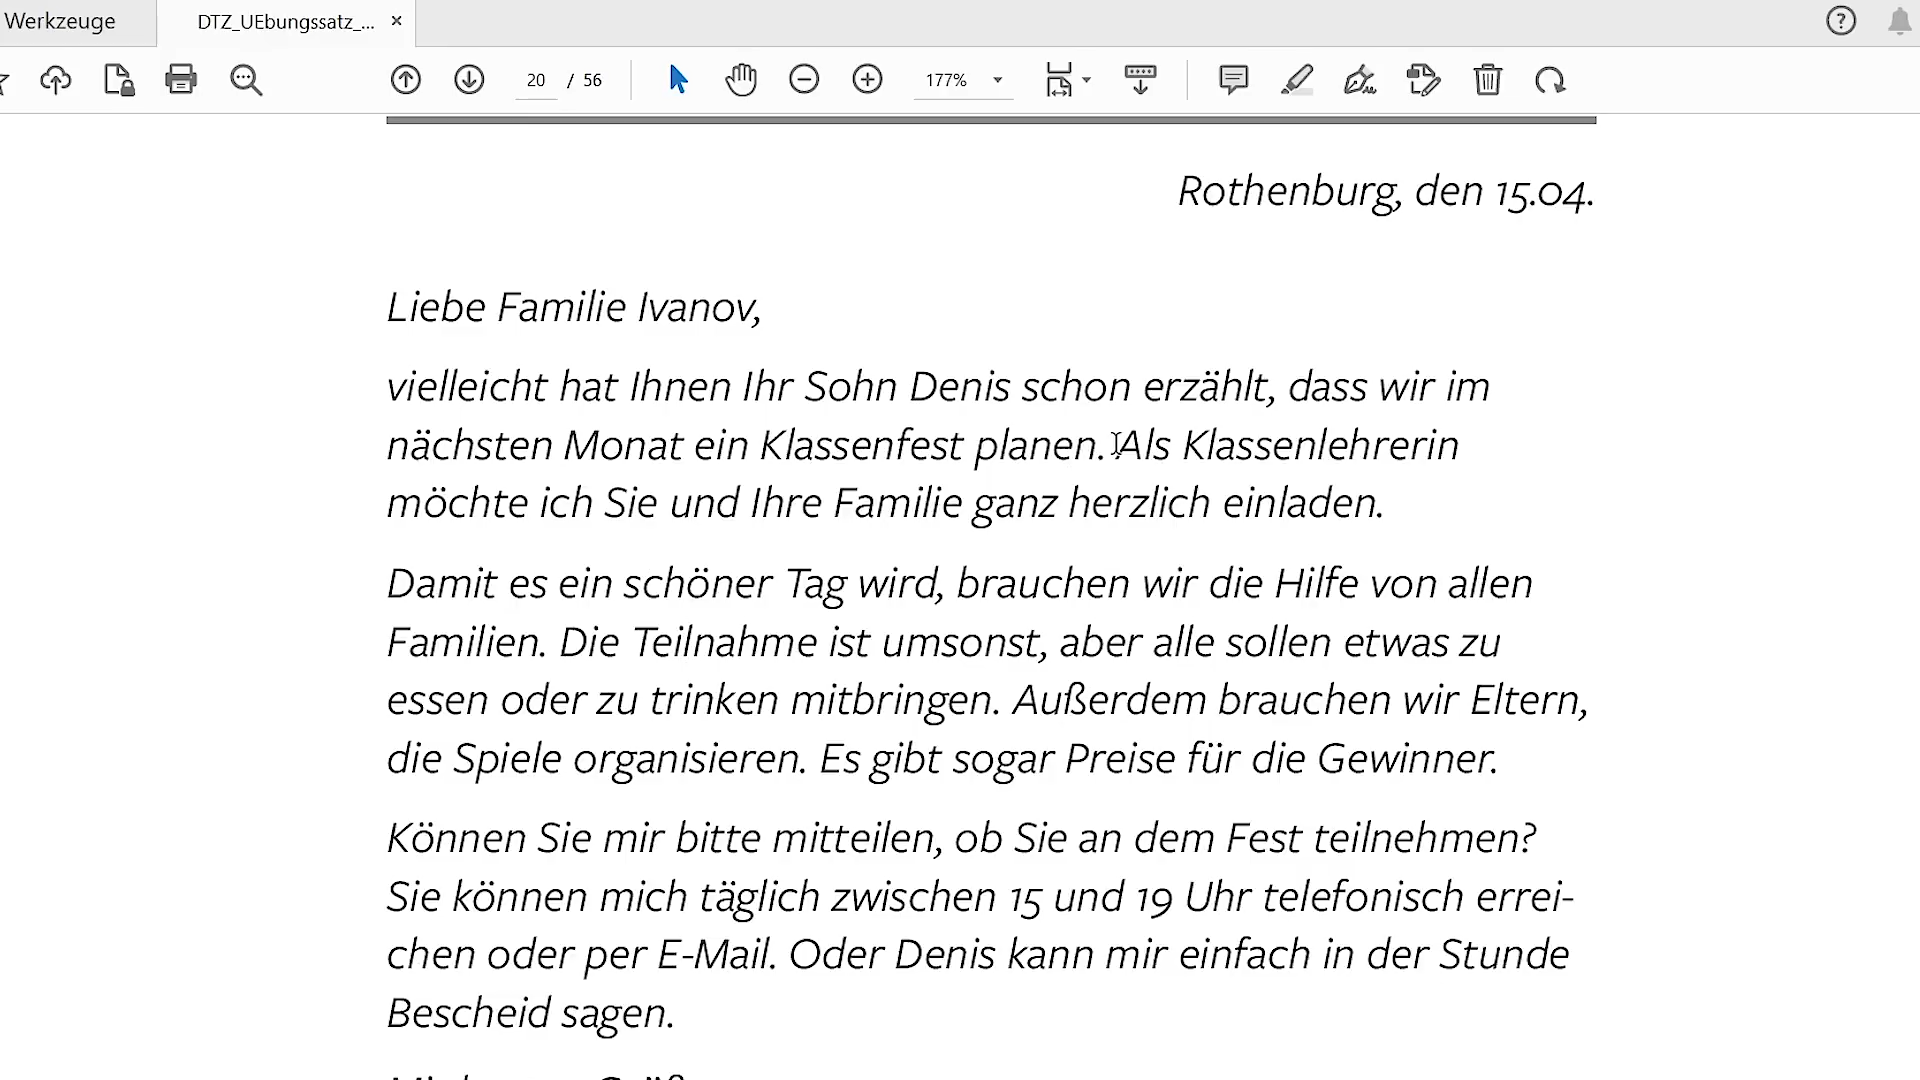 Werkzeuge
DTZ_UEbungssatz_...
20 / 56
177%
Rothenburg, den 15.04.
Liebe Familie Ivanov,
vielleicht hat Ihnen Ihr Sohn Denis schon erzählt, dass wir im
nächsten Monat ein Klassenfest planen. Als Klassenlehrerin
möchte ich Sie und Ihre Familie ganz herzlich einladen.
Damit es ein schöner Tag wird, brauchen wir die Hilfe von allen
Familien. Die Teilnahme ist umsonst, aber alle sollen etwas zu
essen oder zu trinken mitbringen. Außerdem brauchen wir Eltern,
die Spiele organisieren. Es gibt sogar Preise für die Gewinner.
Können Sie mir bitte mitteilen, ob Sie an dem Fest teilnehmen?
Sie können mich täglich zwischen 15 und 19 Uhr telefonisch errei-
chen oder per E-Mail. Oder Denis kann mir einfach in der Stunde
Bescheid sagen.